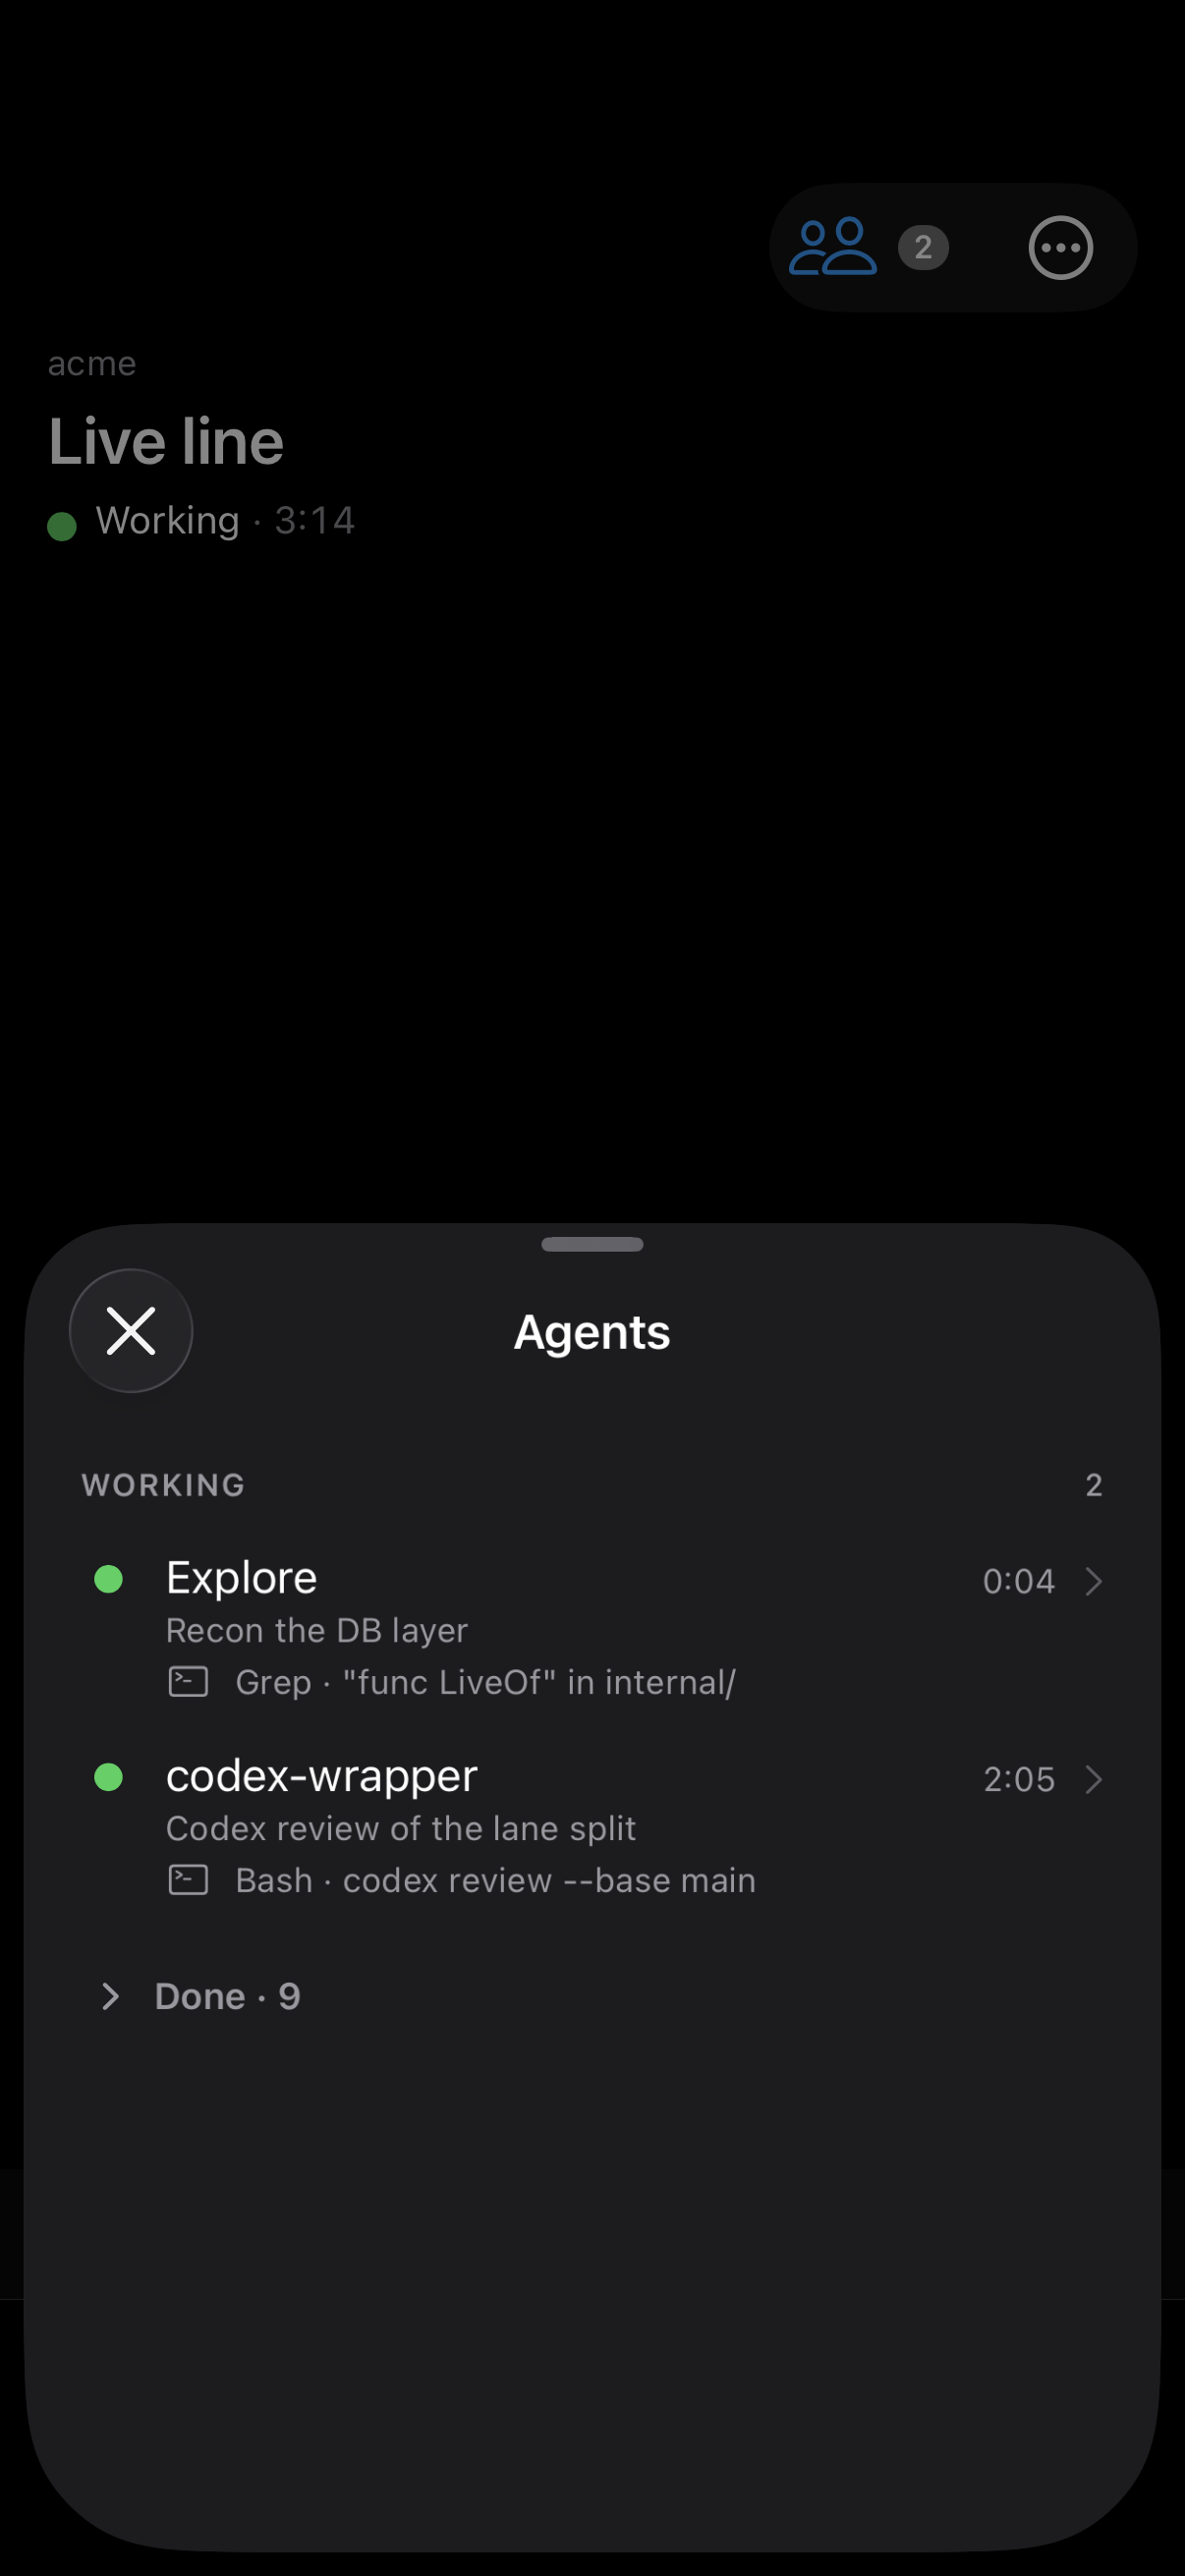 2
acme
Live line
Working · 3:14
Agents
WORKING 2
Explore 0:04
Recon the DB layer
Grep · "func LiveOf" in internal/
codex-wrapper 2:05
Codex review of the lane split
Bash · codex review --base main
Done · 9